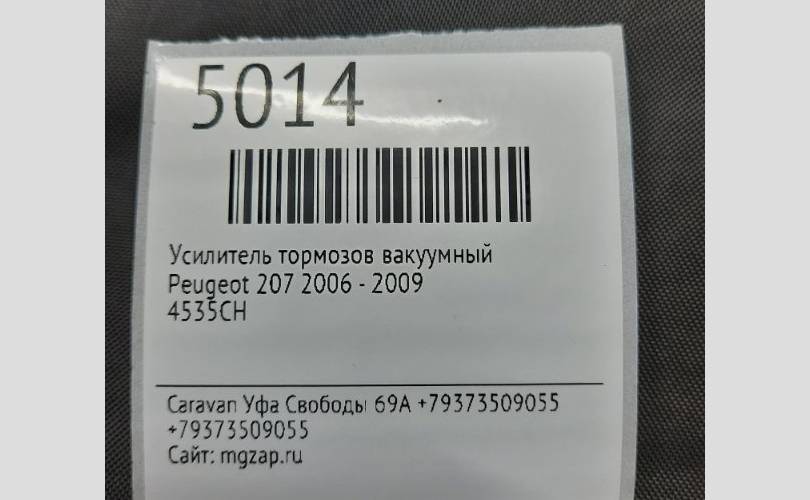 5014
Усилитель тормозов вакуумный
Peugeot 207 2006 - 2009
4535CH
Caravan Уфа Свободы 69А +79373509055
+79373509055
Сайт: mgzap.ru